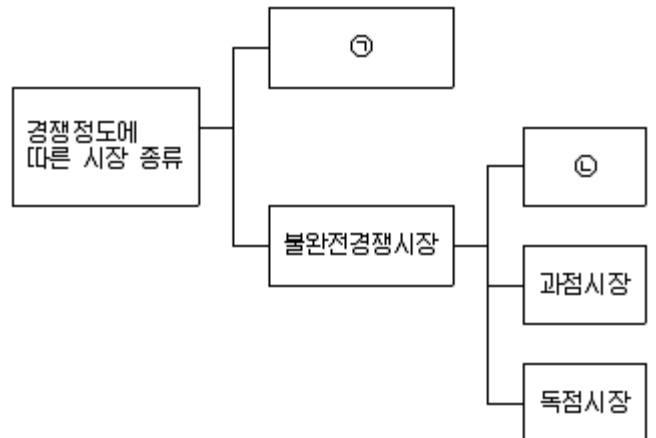 ㉠
경쟁정도에
따른 시장 종류
㉡
불완전경쟁시장
과점시장
독점시장